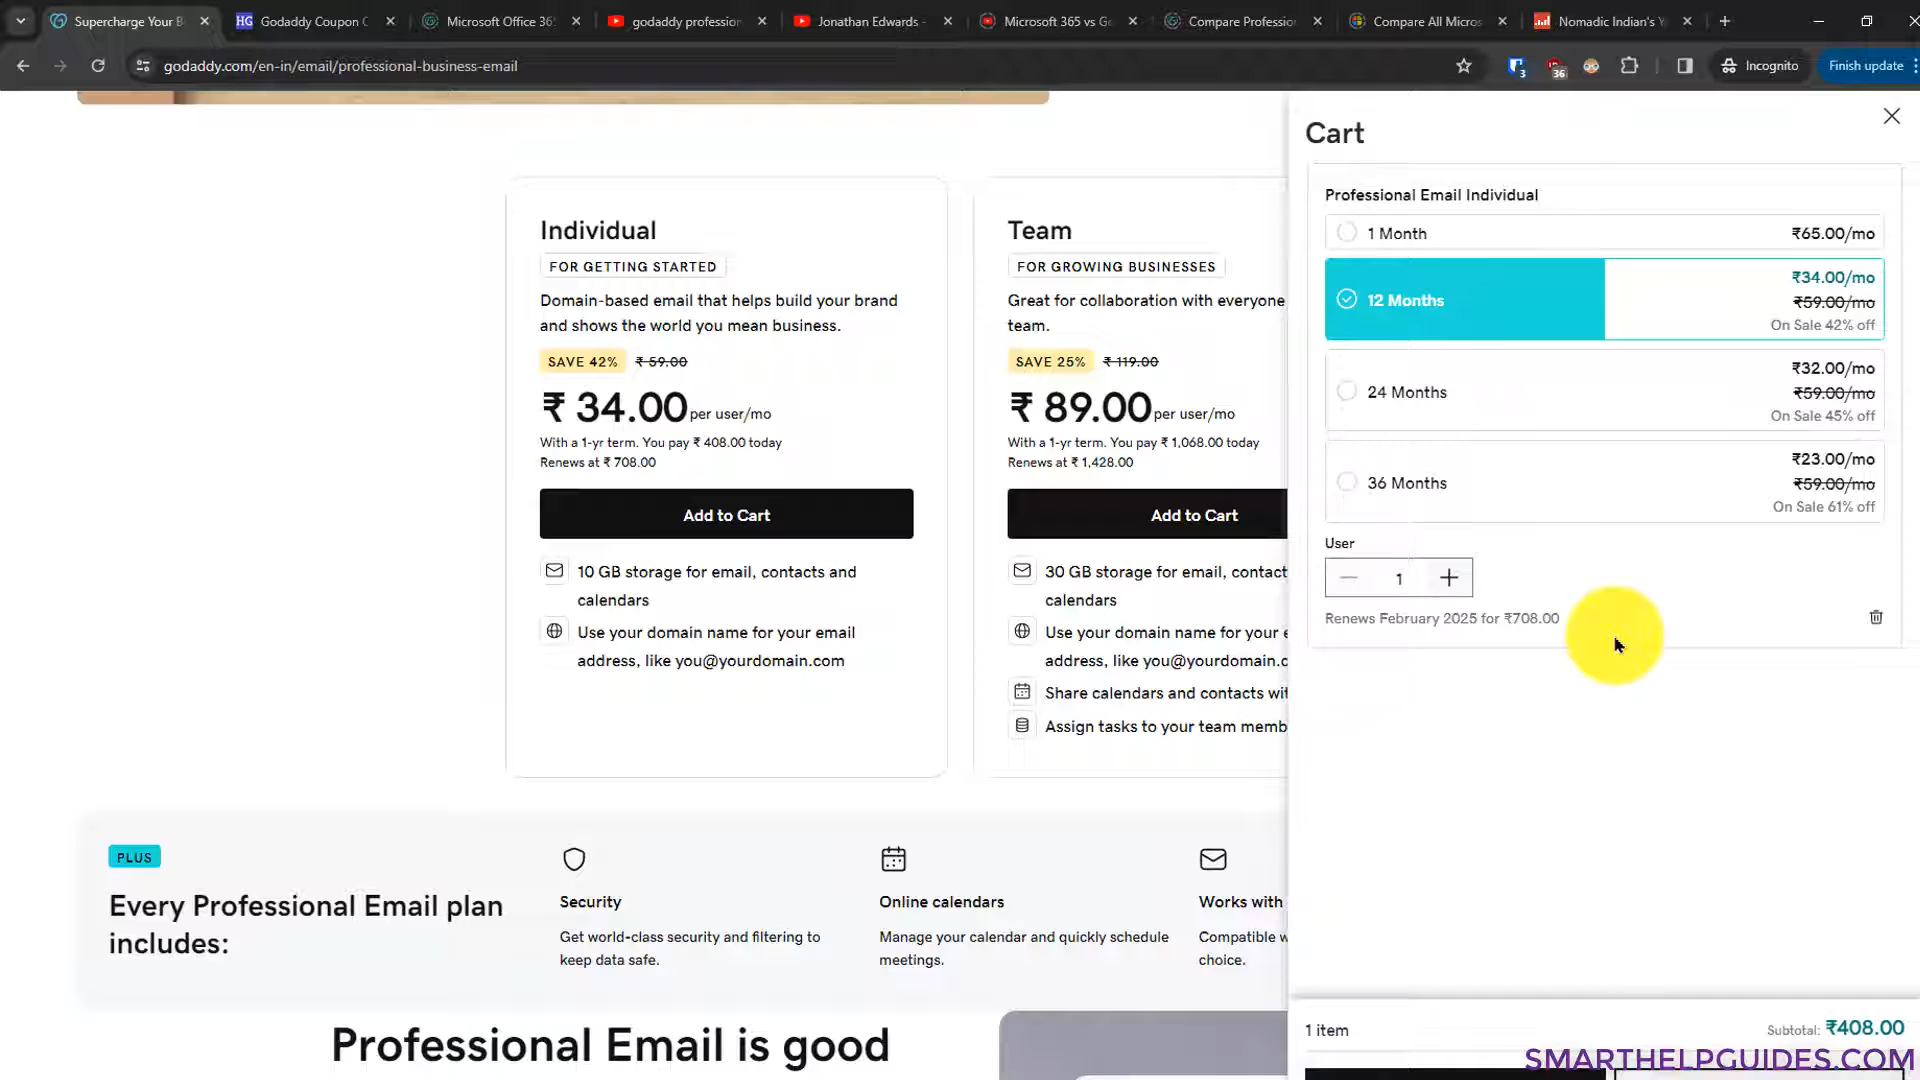 Supercharge Your B
Godaddy Coupon C
Microsoft Office 36
godaddy profession
Jonathan Edwards -
Microsoft 365 vs Go
Compare Professio
Compare All Micros
Nomadic Indian's Y
godaddy.com/en-in/email/professional-business-email
3
36
Incognito
Finish update
Individual
FOR GETTING STARTED
Domain-based email that helps build your brand
and shows the world you mean business.
SAVE 42% ₹ 59.00
₹ 34.00 per user/mo
With a 1-yr term. You pay ₹ 408.00 today
Renews at ₹ 708.00
Add to Cart
10 GB storage for email, contacts and
calendars
Use your domain name for your email
address, like you@yourdomain.com
Team
FOR GROWING BUSINESSES
Great for collaboration with everyone
team.
SAVE 25% ₹ 119.00
₹ 89.00 per user/mo
With a 1-yr term. You pay ₹ 1,068.00 today
Renews at ₹ 1,428.00
Add to Cart
30 GB storage for email, contact
calendars
Use your domain name for your e
address, like you@yourdomain.c
Share calendars and contacts wit
Assign tasks to your team memb
Cart
Professional Email Individual
1 Month ₹65.00/mo
12 Months ₹34.00/mo
₹59.00/mo
On Sale 42% off
24 Months ₹32.00/mo
₹59.00/mo
On Sale 45% off
36 Months ₹23.00/mo
₹59.00/mo
On Sale 61% off
User
1
Renews February 2025 for ₹708.00
PLUS
Every Professional Email plan
includes:
Security
Get world-class security and filtering to
keep data safe.
Online calendars
Manage your calendar and quickly schedule
meetings.
Works with
Compatible w
choice.
Professional Email is good
1 item Subtotal: ₹408.00
SMARTHELPGUIDES.COM